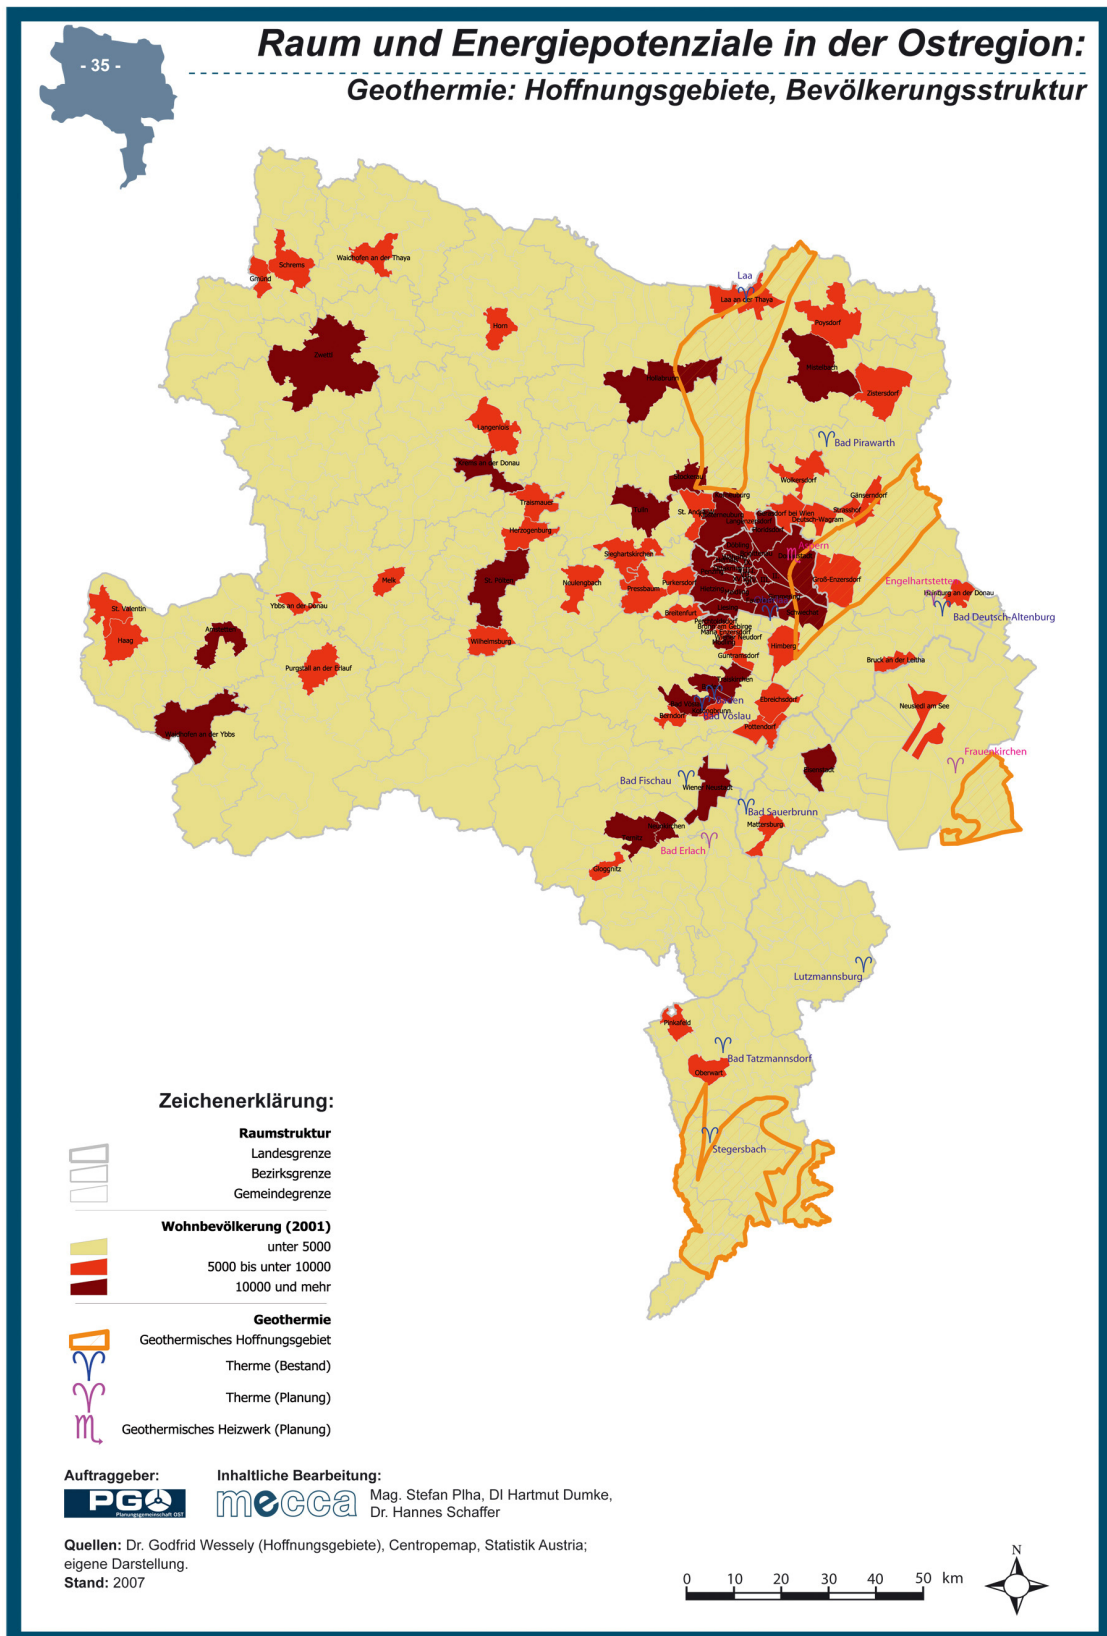 - 35 -
Raum und Energiepotenziale in der Ostregion:
Geothermie: Hoffnungsgebiete, Bevölkerungsstruktur
Waidhofen an der Thaya
Schrems
Gmünd
Laa
Laa an der Thaya
Poysdorf
Horn
Zwettl
Mistelbach
Hollabrunn
Zistersdorf
Langenlois
Bad Pirawarth
Krems an der Donau
Stockerau
Wolkersdorf
Traismauer
Korneuburg
Gänserndorf
Tulln
St. Andrä
Strasshof
Deutsch-Wagram
Herzogenburg
Sieghartskirchen
Aspern
St. Pölten
Melk
Neulengbach
Pressbaum
Purkersdorf
Groß-Enzersdorf
Engelhartstetten
Hainburg an der Donau
Bad Deutsch-Altenburg
Ybbs an der Donau
St. Valentin
Haag
Amstetten
Breitenfurt
Liesing
Schwechat
Wilhelmsburg
Maria Enzersdorf
Guntramsdorf
Himberg
Bruck an der Leitha
Purgstall an der Erlauf
Traiskirchen
Baden
Bad Vöslau
Berndorf
Ebreichsdorf
Pottendorf
Neusiedl am See
Waidhofen an der Ybbs
Frauenkirchen
Eisenstadt
Bad Fischau
Wiener Neustadt
Bad Sauerbrunn
Mattersburg
Neunkirchen
Ternitz
Bad Erlach
Gloggnitz
Lutzmannsburg
Pinkafeld
Bad Tatzmannsdorf
Oberwart
Stegersbach
Zeichenerklärung:
Raumstruktur
Landesgrenze
Bezirksgrenze
Gemeindegrenze
Wohnbevölkerung (2001)
unter 5000
5000 bis unter 10000
10000 und mehr
Geothermie
Geothermisches Hoffnungsgebiet
Therme (Bestand)
Therme (Planung)
Geothermisches Heizwerk (Planung)
Auftraggeber:
PGO
Planungsgemeinschaft OST
Inhaltliche Bearbeitung:
mecca
Mag. Stefan Plha, DI Hartmut Dumke,
Dr. Hannes Schaffer
Quellen: Dr. Godfrid Wessely (Hoffnungsgebiete), Centropemap, Statistik Austria;
eigene Darstellung.
Stand: 2007
0 10 20 30 40 50 km
N